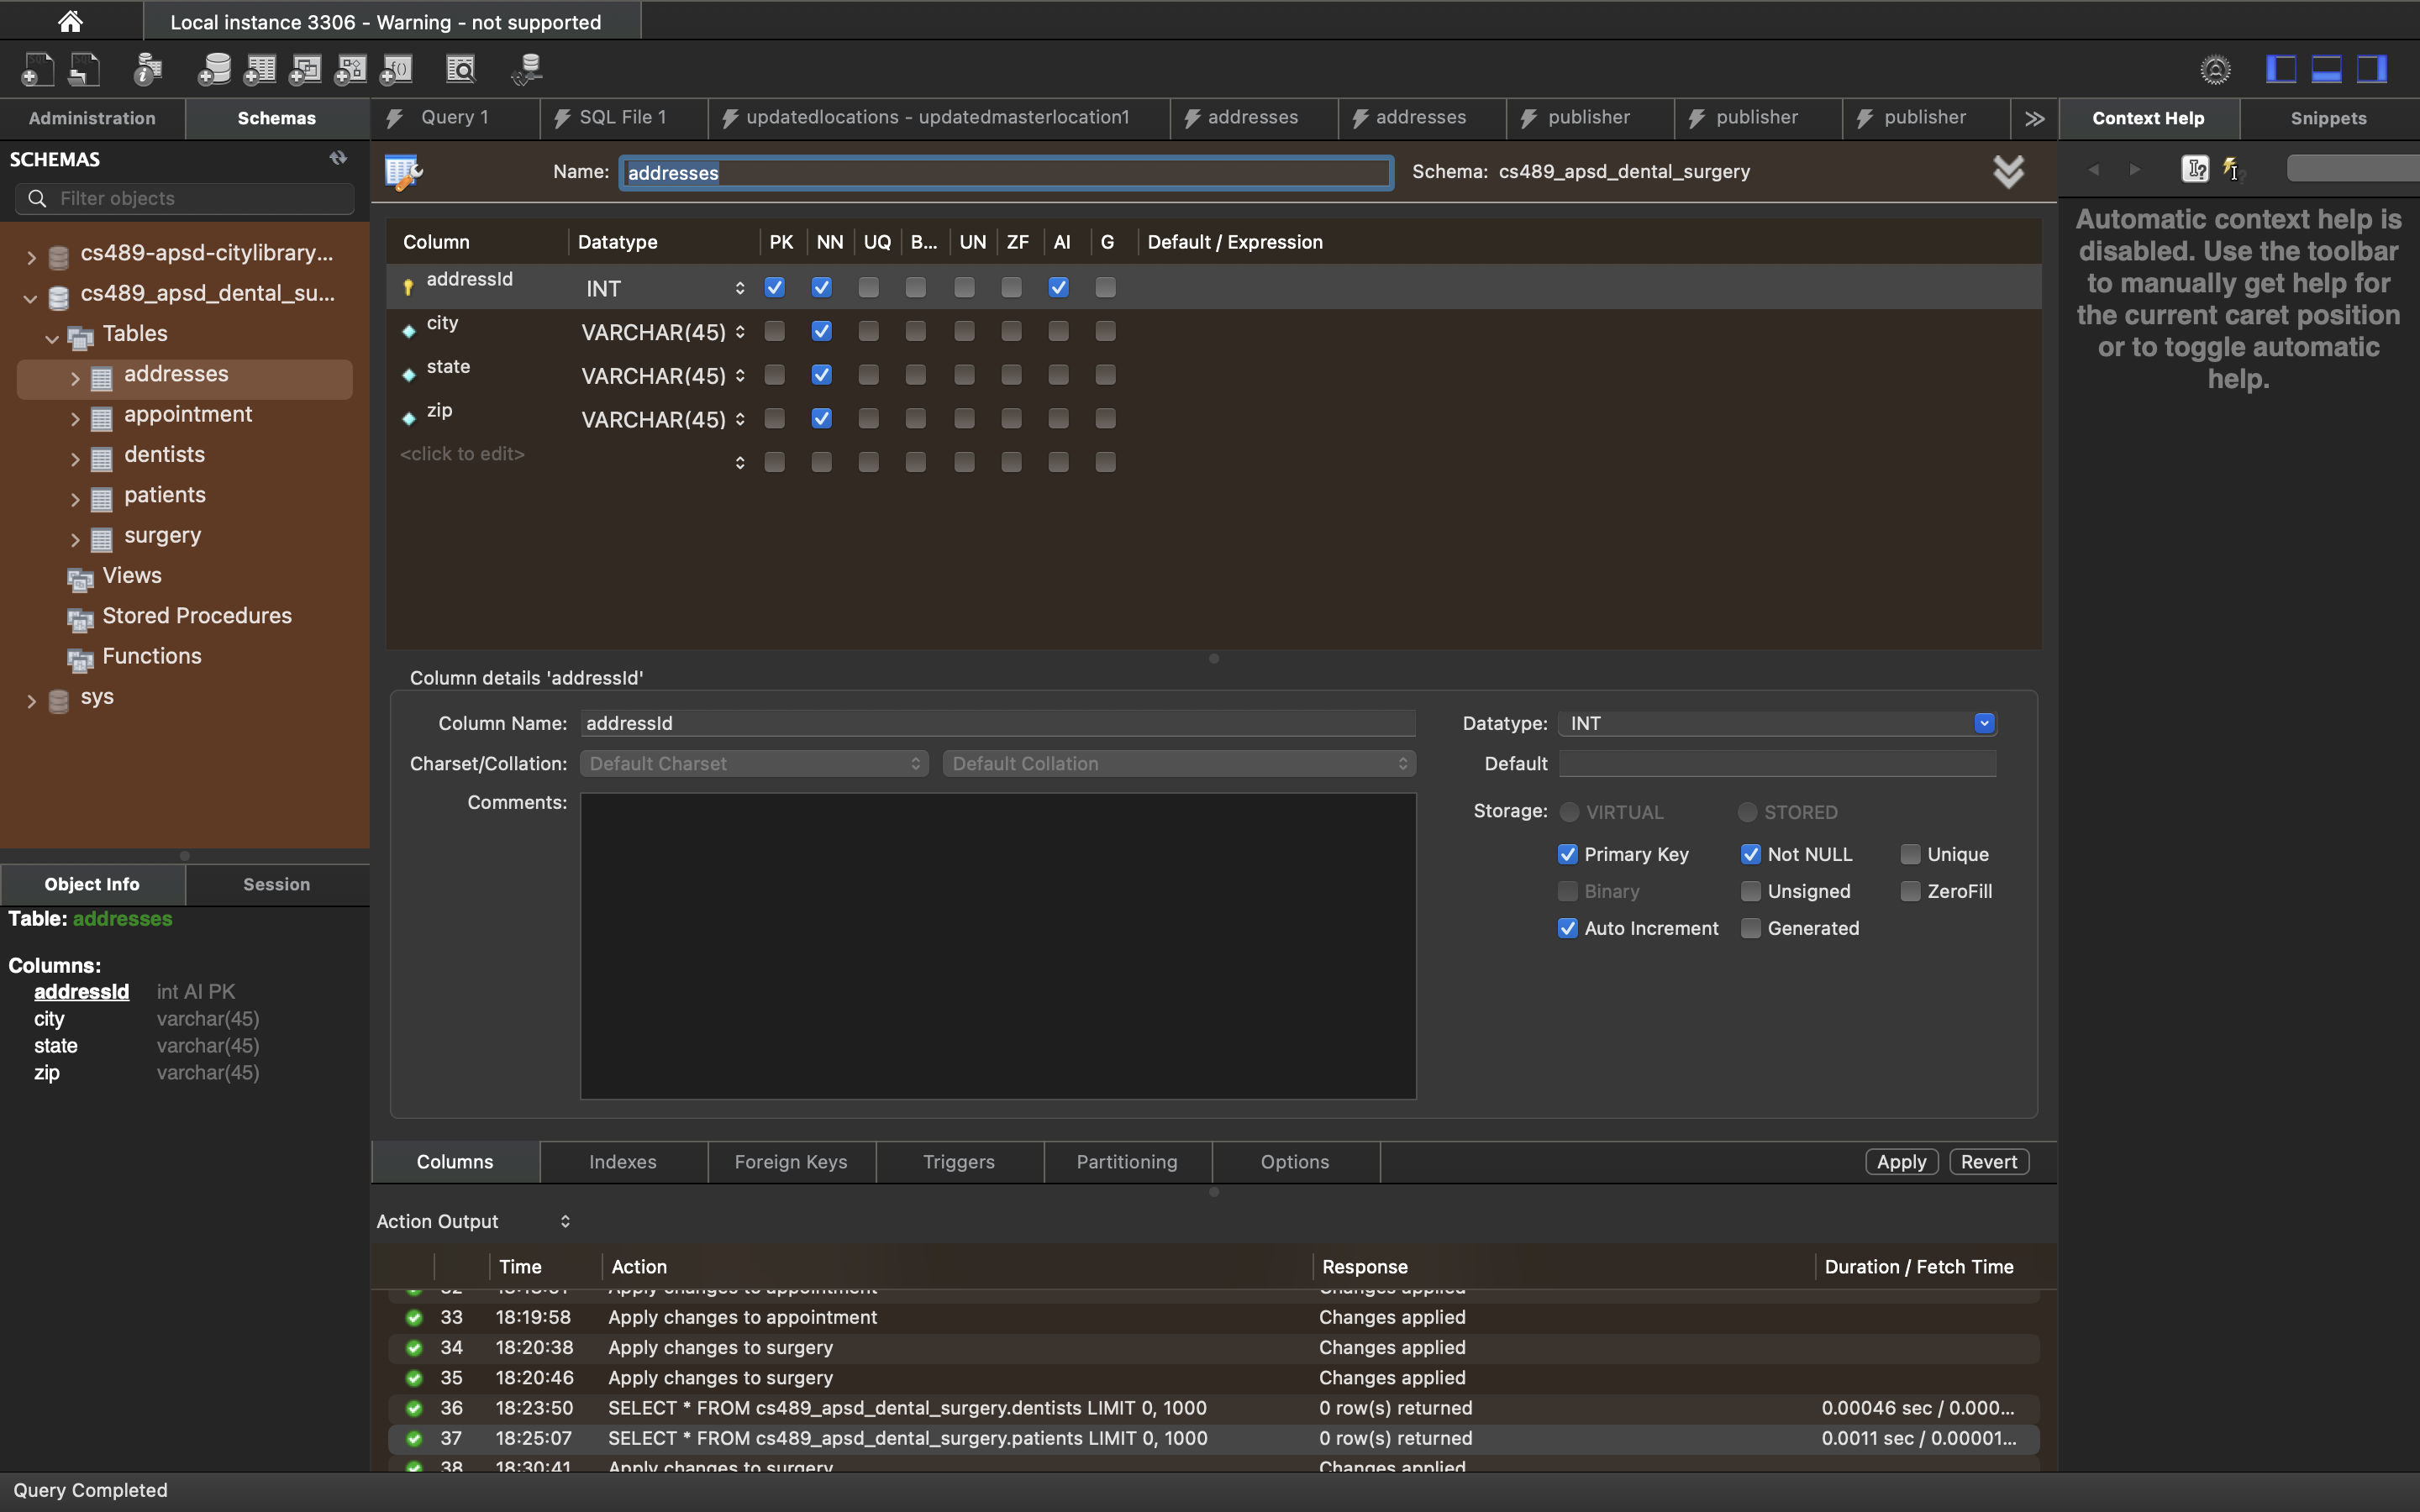 Local instance 3306 - Warning - not supported
Administration
Schemas
Query 1
SQL File 1
updatedlocations - updatedmasterlocation1
addresses
addresses
publisher
publisher
publisher
Context Help
Snippets
SCHEMAS
Filter objects
cs489-apsd-citylibrary...
cs489_apsd_dental_su...
Tables
addresses
appointment
dentists
patients
surgery
Views
Stored Procedures
Functions
sys
Object Info
Session
Table: addresses
Columns:
addressId int AI PK
city varchar(45)
state varchar(45)
zip varchar(45)
Name: addresses
Schema: cs489_apsd_dental_surgery
Column Datatype PK NN UQ B... UN ZF AI G Default / Expression
addressId INT
city VARCHAR(45)
state VARCHAR(45)
zip VARCHAR(45)
<click to edit>
Column details 'addressId'
Column Name: addressId
Charset/Collation: Default Charset Default Collation
Comments:
Datatype: INT
Default
Storage: VIRTUAL STORED
Primary Key Not NULL Unique
Binary Unsigned ZeroFill
Auto Increment Generated
Columns
Indexes
Foreign Keys
Triggers
Partitioning
Options
Apply
Revert
Automatic context help is
disabled. Use the toolbar
to manually get help for
the current caret position
or to toggle automatic
help.
Action Output
Time Action Response Duration / Fetch Time
Apply changes to appointment Changes applied
33 18:19:58 Apply changes to appointment Changes applied
34 18:20:38 Apply changes to surgery Changes applied
35 18:20:46 Apply changes to surgery Changes applied
36 18:23:50 SELECT * FROM cs489_apsd_dental_surgery.dentists LIMIT 0, 1000 0 row(s) returned 0.00046 sec / 0.000...
37 18:25:07 SELECT * FROM cs489_apsd_dental_surgery.patients LIMIT 0, 1000 0 row(s) returned 0.0011 sec / 0.00001...
38 18:30:41 Apply changes to surgery Changes applied
Query Completed